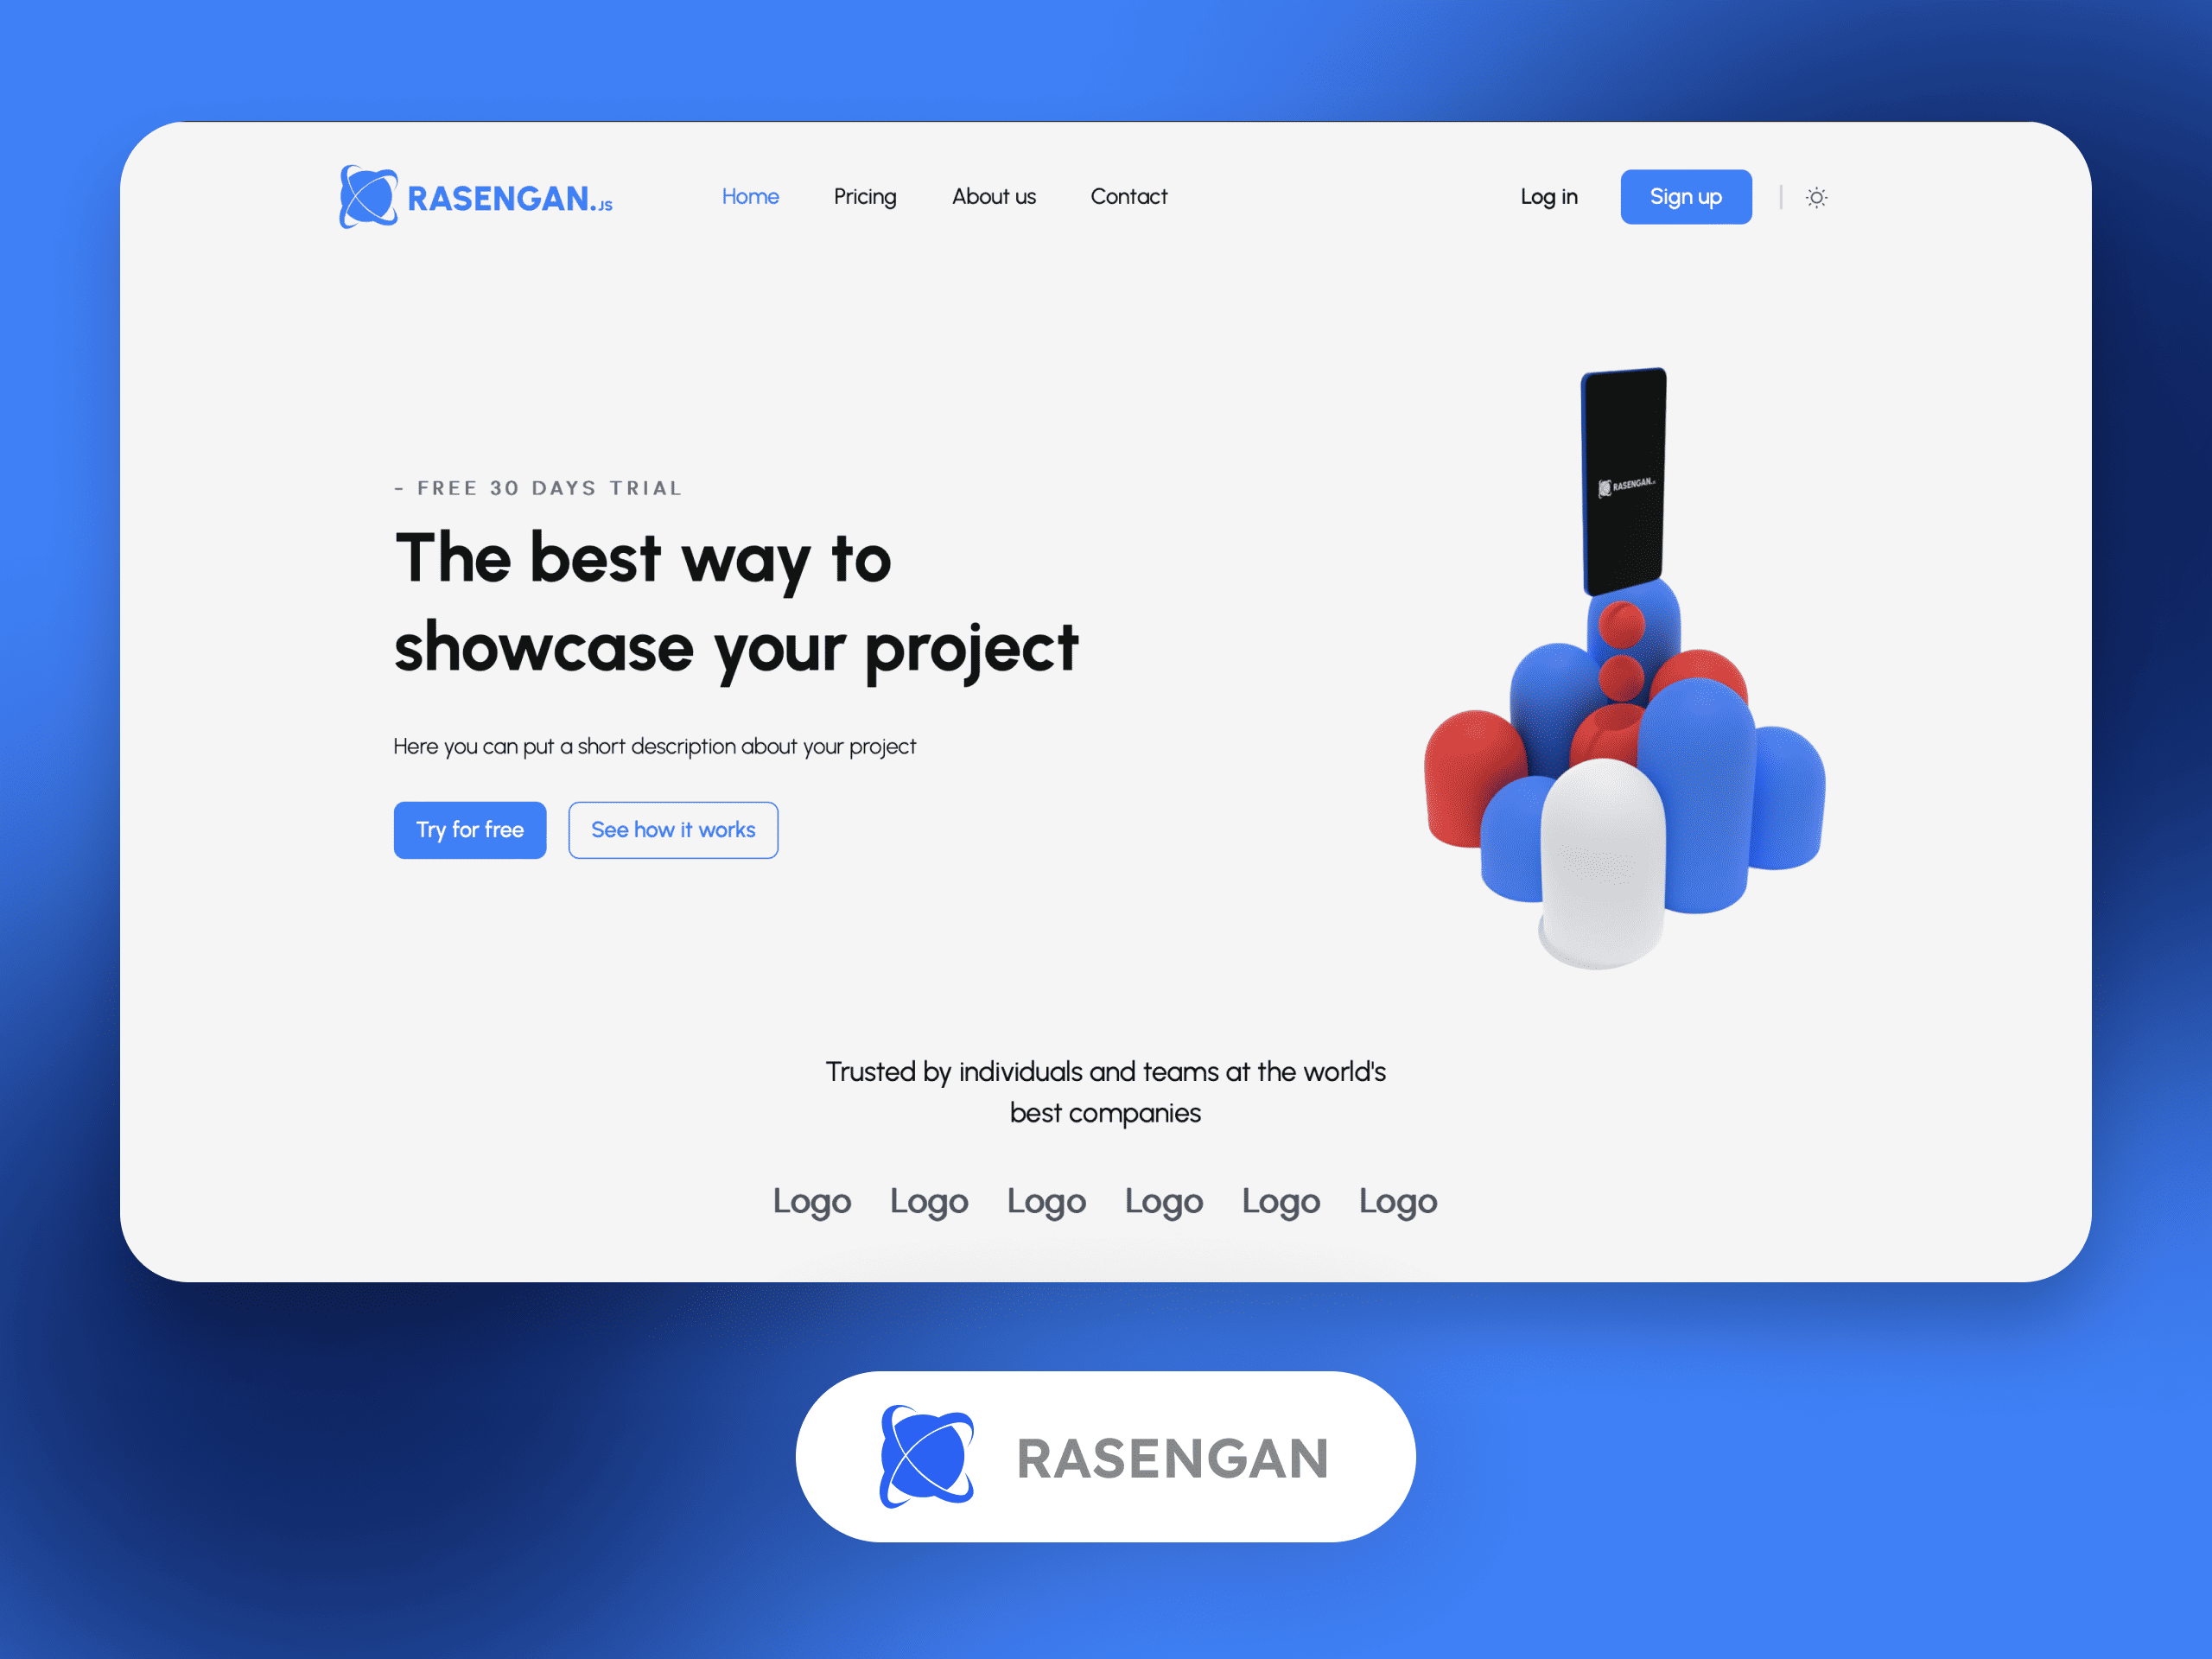 RASENGAN.JS
Home
Pricing
About us
Contact
Log in
Sign up
- FREE 30 DAYS TRIAL
The best way to
showcase your project
Here you can put a short description about your project
Try for free
See how it works
RASENGAN.JS
Trusted by individuals and teams at the world's
best companies
Logo Logo Logo Logo Logo Logo
RASENGAN